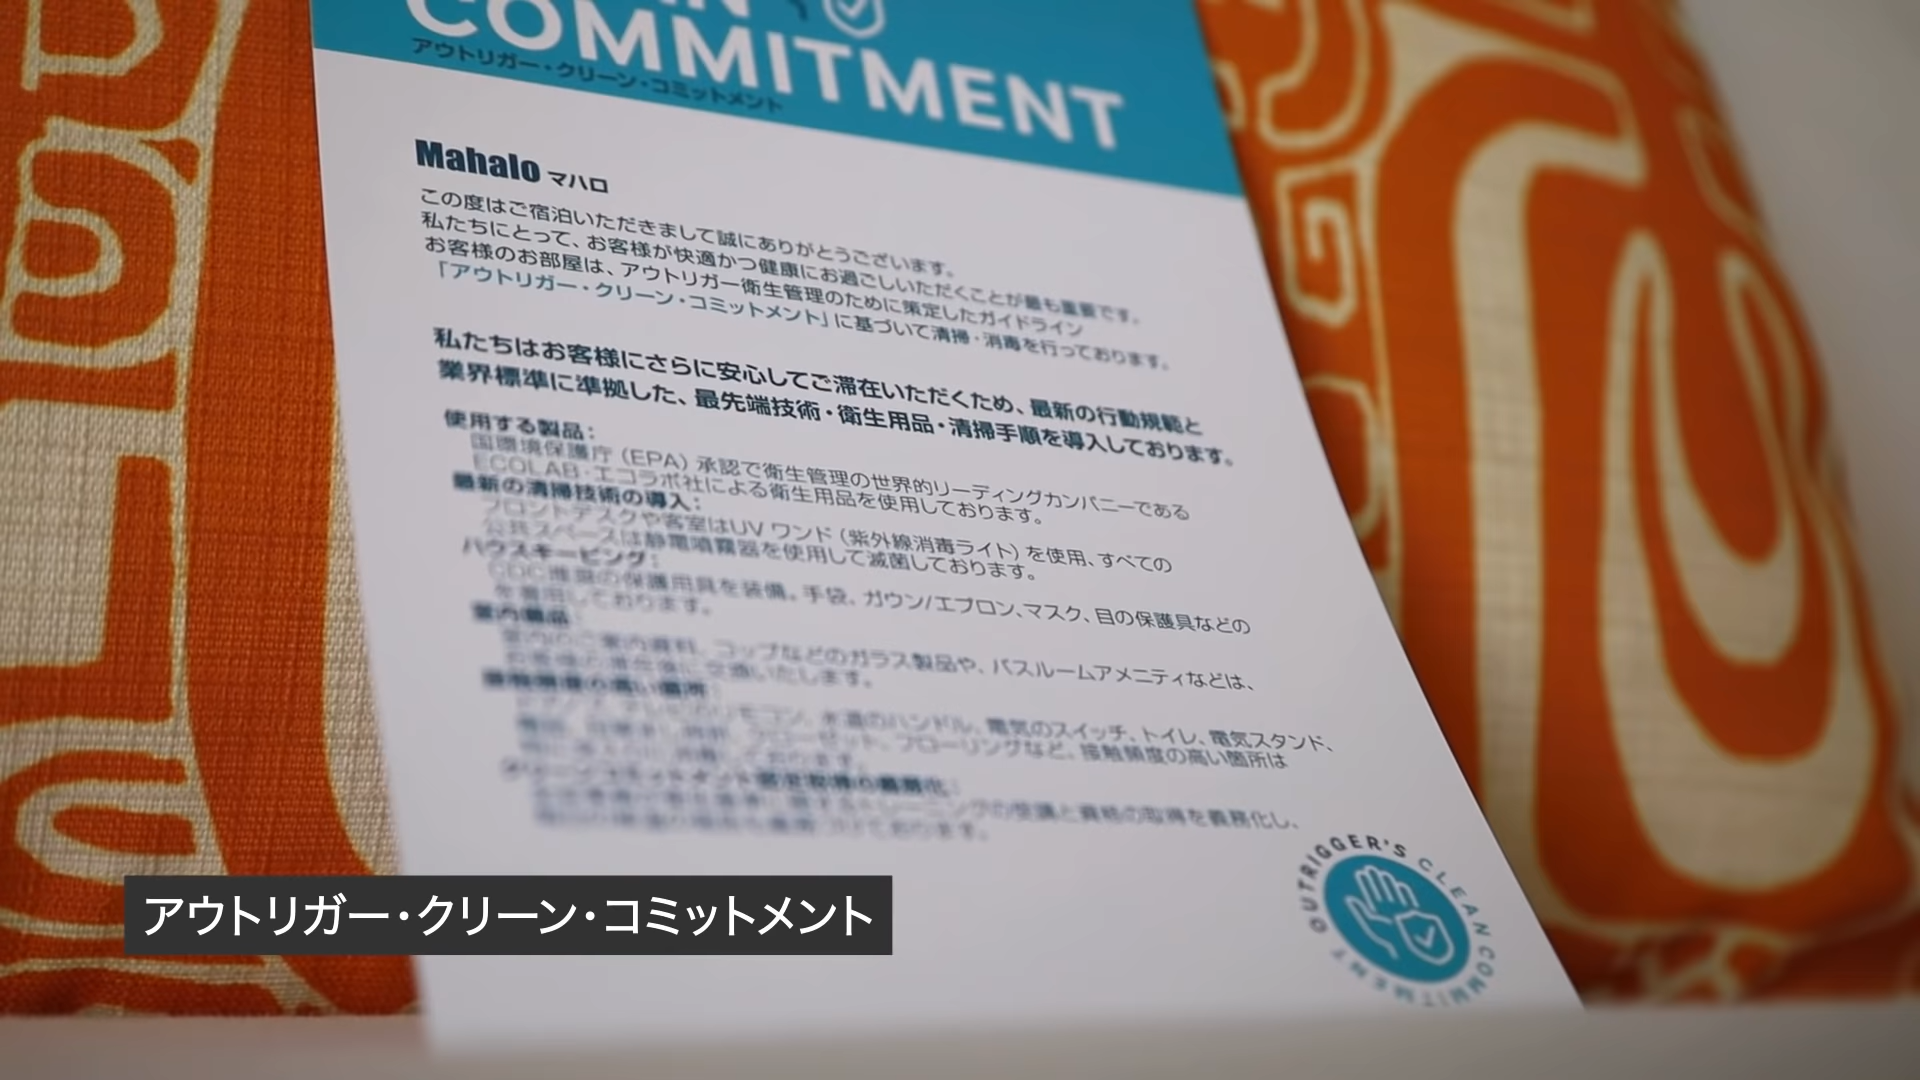 COMMITMENT
アウトリガー・クリーン・コミットメント
Mahalo マハロ
この度はご宿泊いただきまして誠にありがとうございます。
私たちにとって、お客様が快適かつ健康にお過ごしいただくことが最も重要です。
お客様のお部屋は、アウトリガー衛生管理のために策定したガイドライン
「アウトリガー・クリーン・コミットメント」に基づいて清掃・消毒を行っております。
私たちはお客様にさらに安心してご滞在いただくため、最新の行動規範と
業界標準に準拠した、最先端技術・衛生用品・清掃手順を導入しております。
使用する製品：
国環境保護庁（EPA）承認で衛生管理の世界的リーディングカンパニーである
ECOLAB・エコラボ社による衛生用品を使用しております。
最新の清掃技術の導入：
フロントデスクや客室はUV ワンド（紫外線消毒ライト）を使用、すべての
公共スペースは静電噴霧器を使用して滅菌しております。
ハウスキーピング：
CDC推奨の保護用具を装備。手袋、ガウン/エプロン、マスク、目の保護具などの
を着用しております。
室内製品：
コップなどのガラス製品や、バスルームアメニティなどは、
交換いたします。
水道のハンドル、電気のスイッチ、トイレ、電気スタンド、
クローゼット、フローリングなど、接触頻度の高い箇所は
トレーニングの受講と資格の取得を義務化し、
OUTRIGGER'S CLEAN COMMITMENT
アウトリガー・クリーン・コミットメント